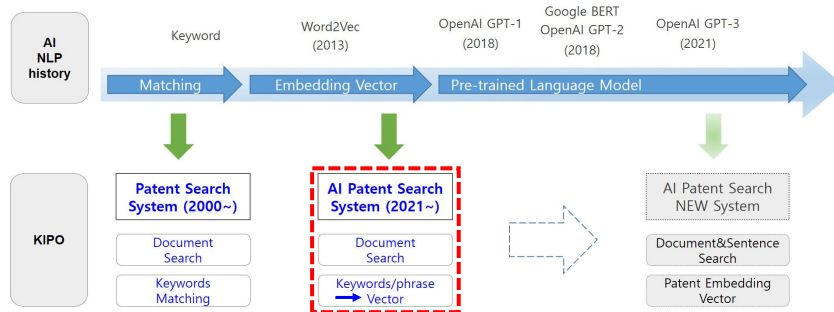 AI
NLP
history
Keyword
Word2Vec
(2013)
OpenAI GPT-1
(2018)
Google BERT
OpenAI GPT-2
(2018)
OpenAI GPT-3
(2021)
Matching
Embedding Vector
Pre-trained Language Model
KIPO
Patent Search
System (2000~)
Document
Search
Keywords
Matching
AI Patent Search
System (2021~)
Document
Search
Keywords/phrase
Vector
AI Patent Search
NEW System
Document&Sentence
Search
Patent Embedding
Vector